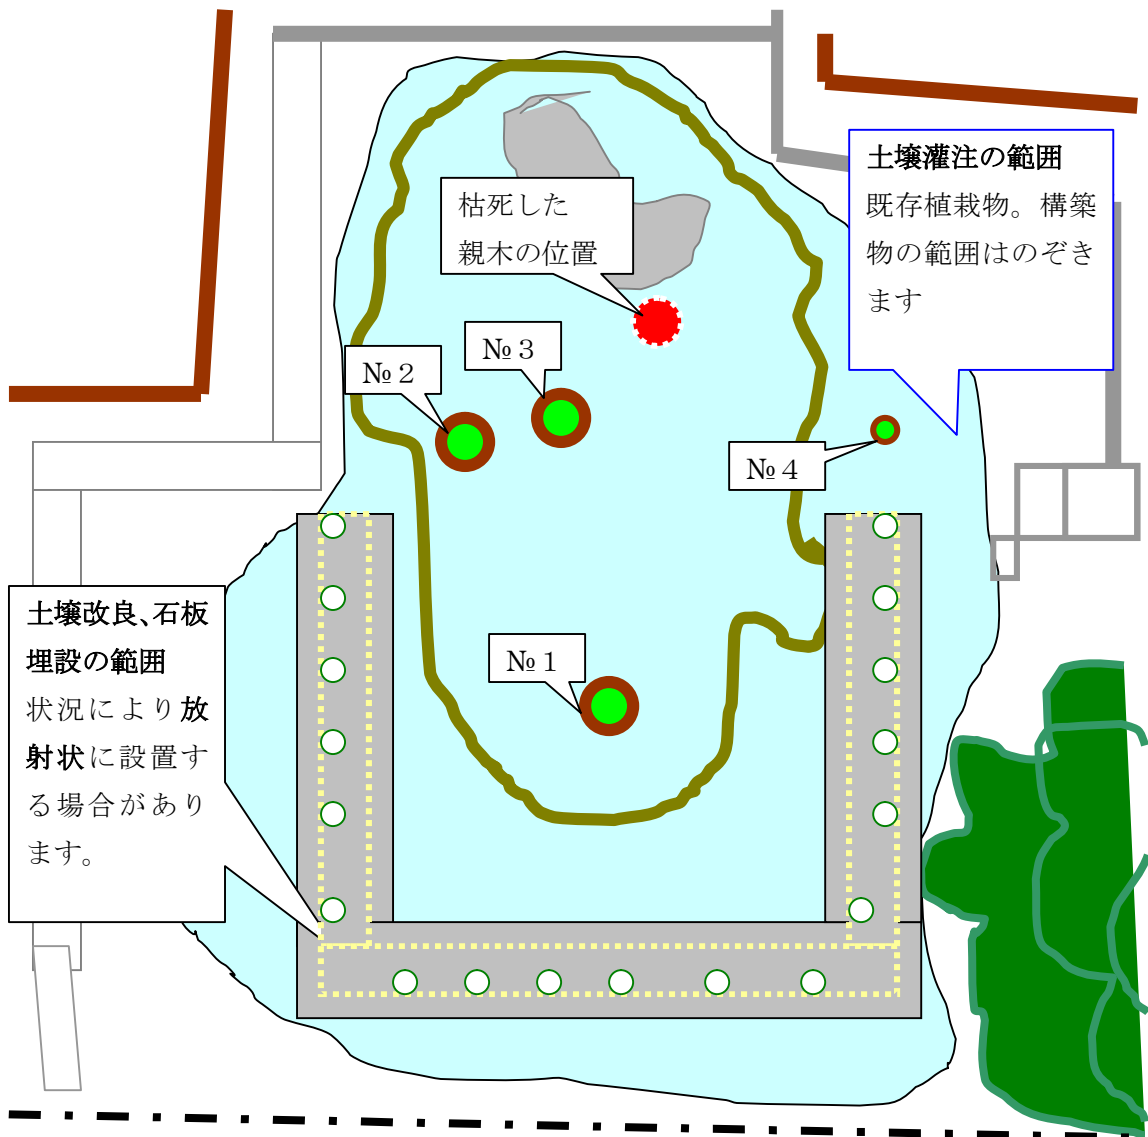 土壌灌注の範囲
既存植栽物。構築
物の範囲はのぞき
ます
枯死した
親木の位置
№３
№２
№４
土壌改良、石板
埋設の範囲
状況により放
射状に設置す
る場合があり
ます。
№１